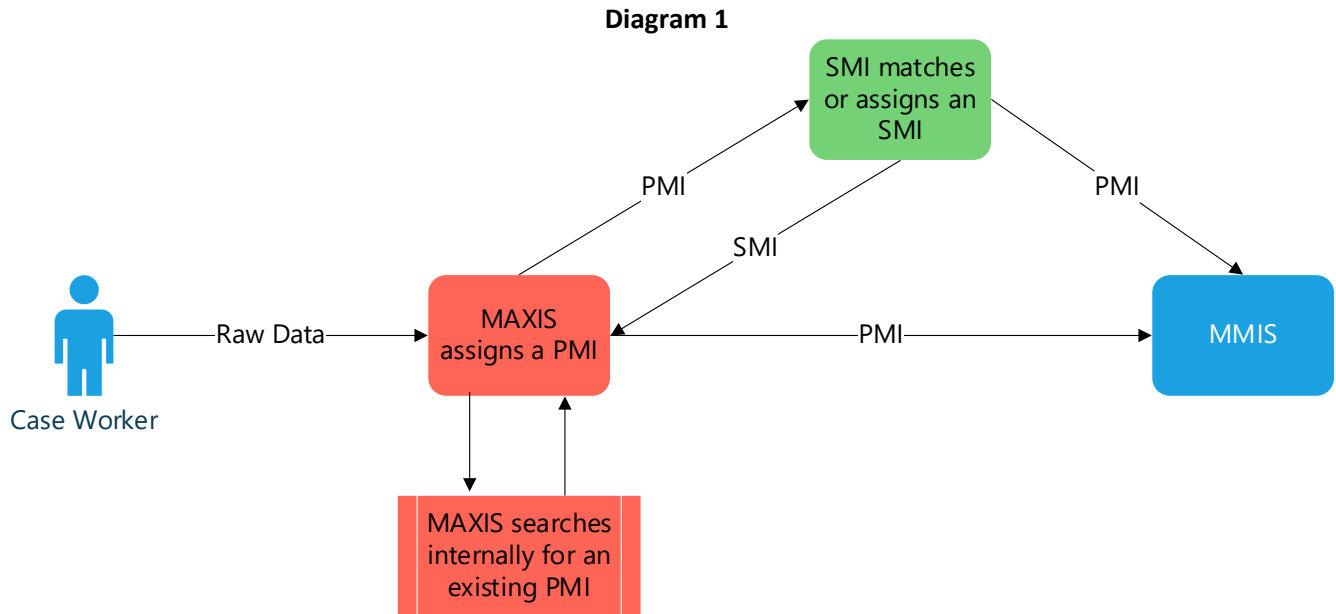 Diagram 1
SMI matches
or assigns an
SMI
PMI
PMI
SMI
Raw Data
MAXIS
assigns a PMI
PMI
MMIS
Case Worker
MAXIS searches
internally for an
existing PMI